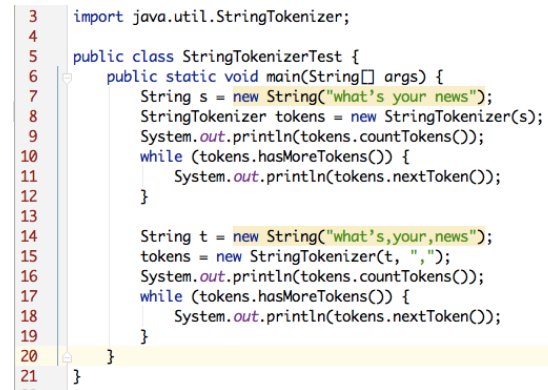 3 import java.util.StringTokenizer;
4
5 public class StringTokenizerTest {
6 public static void main(String[] args) {
7 String s = new String("what’s your news");
8 StringTokenizer tokens = new StringTokenizer(s);
9 System.out.println(tokens.countTokens());
10 while (tokens.hasMoreTokens()) {
11 System.out.println(tokens.nextToken());
12 }
13
14 String t = new String("what’s,your,news");
15 tokens = new StringTokenizer(t, ",");
16 System.out.println(tokens.countTokens());
17 while (tokens.hasMoreTokens()) {
18 System.out.println(tokens.nextToken());
19 }
20 }
21 }